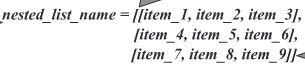 nested_list_name = [[item_1, item_2, item_3],
[item_4, item_5, item_6],
[item_7, item_8, item_9]]